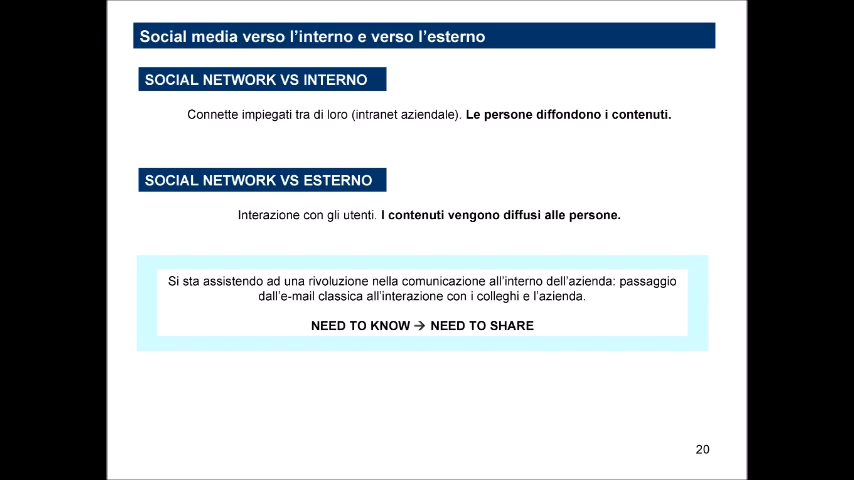 Social media verso l'interno e verso l'esterno
SOCIAL NETWORK VS INTERNO
Connette impiegati tra di loro (intranet aziendale). Le persone diffondono i contenuti.
SOCIAL NETWORK VS ESTERNO
Interazione con gli utenti. I contenuti vengono diffusi alle persone.
Si sta assistendo ad una rivoluzione nella comunicazione all'interno dell'azienda: passaggio
dall'e-mail classica all'interazione con i colleghi e l'azienda.
NEED TO KNOW → NEED TO SHARE
20